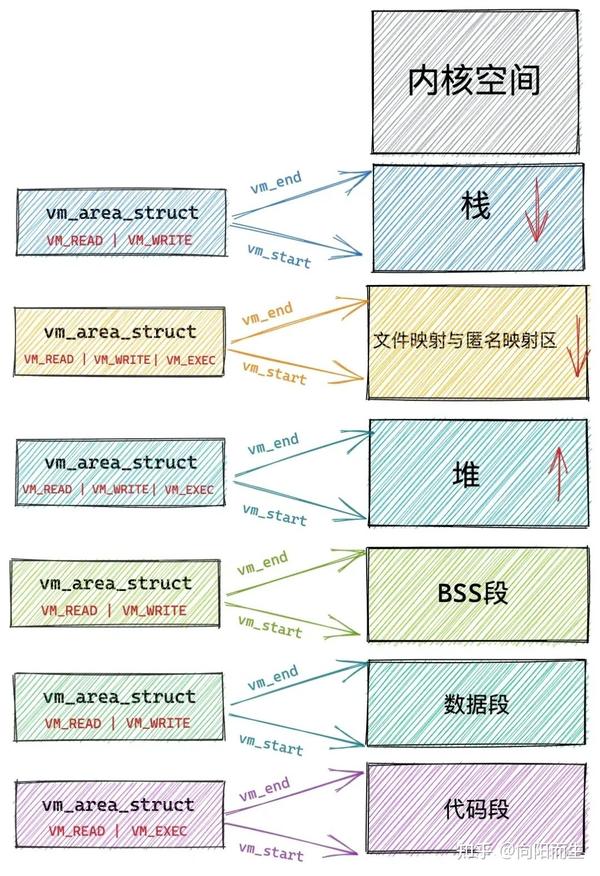 内核空间
vm_area_struct
VM_READ | VM_WRITE
vm_end
vm_start
栈
vm_area_struct
VM_READ | VM_WRITE| VM_EXEC
vm_end
vm_start
文件映射与匿名映射区
vm_area_struct
VM_READ | VM_WRITE| VM_EXEC
vm_end
vm_start
堆
vm_area_struct
VM_READ | VM_WRITE
vm_end
vm_start
BSS段
vm_area_struct
VM_READ | VM_WRITE
vm_end
vm_start
数据段
vm_area_struct
VM_READ | VM_EXEC
vm_end
vm_start
代码段
知乎 @向阳而生